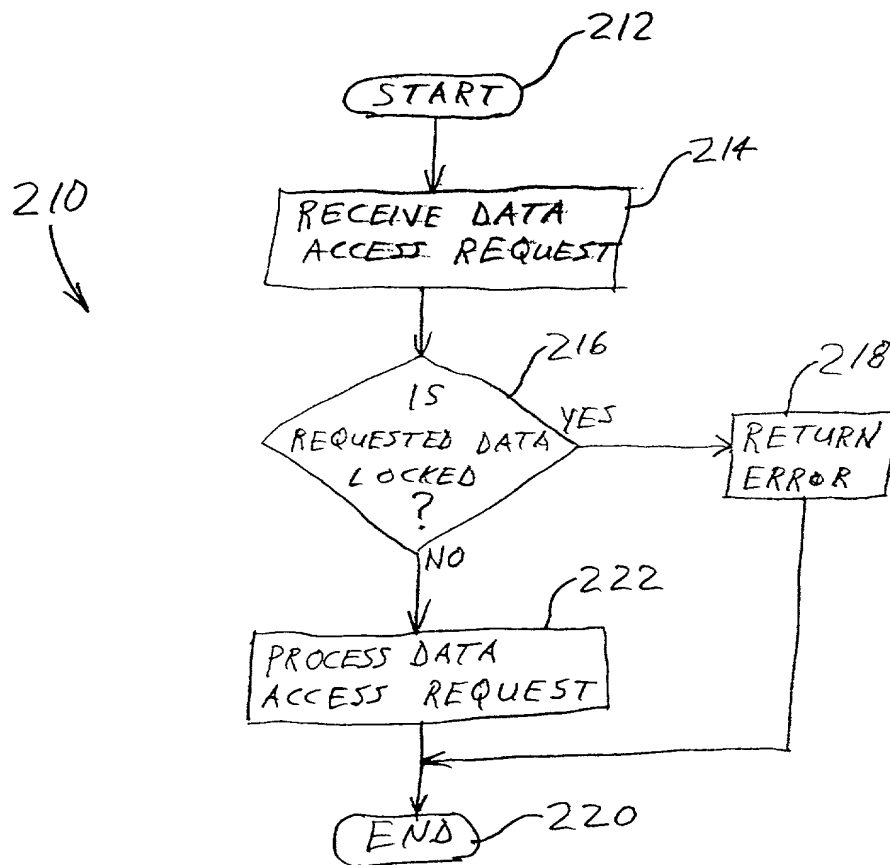 212
START
214
210
RECEIVE DATA
ACCESS REQUEST
216
218
IS
REQUESTED DATA
LOCKED
?
YES
RETURN
ERROR
NO
222
PROCESS DATA
ACCESS REQUEST
END
220